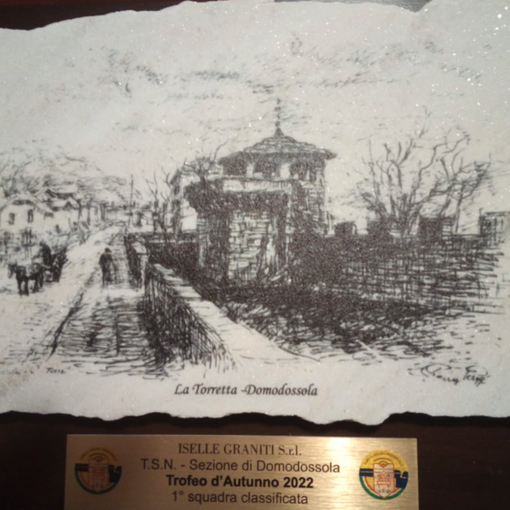 La Torretta -Domodossola
ISELLE GRANITI S.r.l.
T.S.N. - Sezione di Domodossola
Trofeo d'Autunno 2022
1° squadra classificata